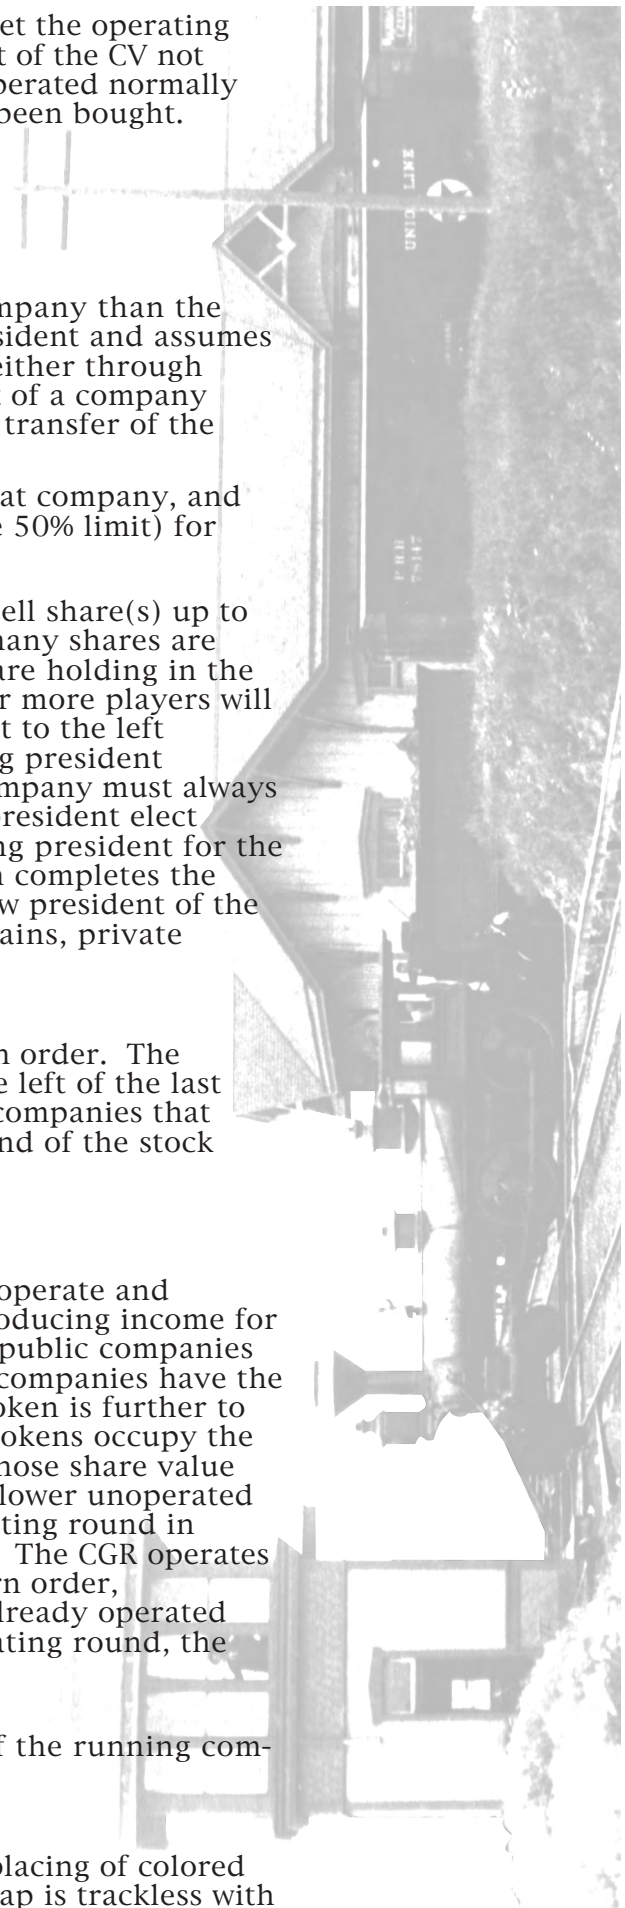 et the operating
t of the CV not
perated normally
been bought.
mpany than the
sident and assumes
either through
t of a company
transfer of the
at company, and
e 50% limit) for
ell share(s) up to
many shares are
are holding in the
r more players will
t to the left
g president
ompany must always
president elect
ng president for the
n completes the
w president of the
ains, private
n order.  The
e left of the last
companies that
nd of the stock
operate and
oducing income for
public companies
companies have the
oken is further to
okens occupy the
hose share value
lower unoperated
ting round in
The CGR operates
rn order,
lready operated
ating round, the
f the running com-
placing of colored
ap is trackless with
UNION LINE